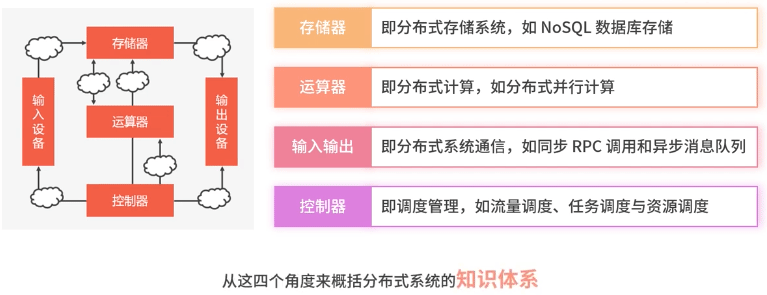 存储器
输入设备
输出设备
运算器
控制器
存储器 即分布式存储系统，如 NoSQL 数据库存储
运算器 即分布式计算，如分布式并行计算
输入输出 即分布式系统通信，如同步 RPC 调用和异步消息队列
控制器 即调度管理，如流量调度、任务调度与资源调度
从这四个角度来概括分布式系统的知识体系